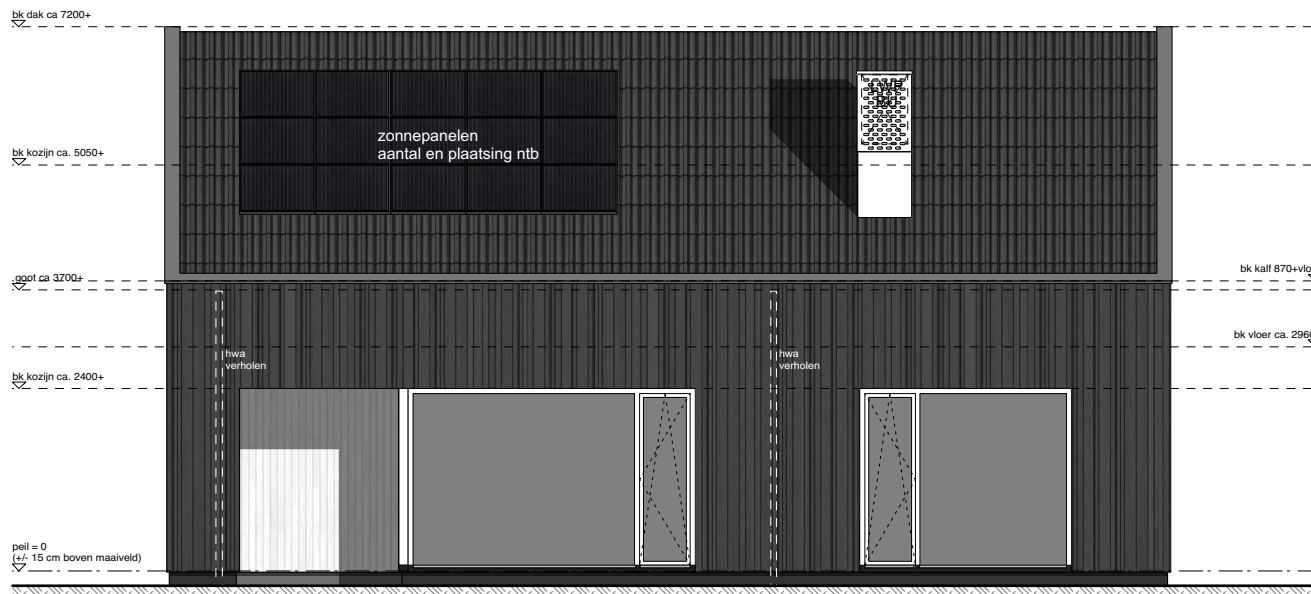 bk dak ca 7200+
zonnepanelen
aantal en plaatsing ntb
bk kozijn ca. 5050+
goot ca 3700+
bk kalf 870+vlo
bk vloer ca. 2960
hwa
verholen
hwa
verholen
bk kozijn ca. 2400+
peil = 0
(+/- 15 cm boven maaiveld)